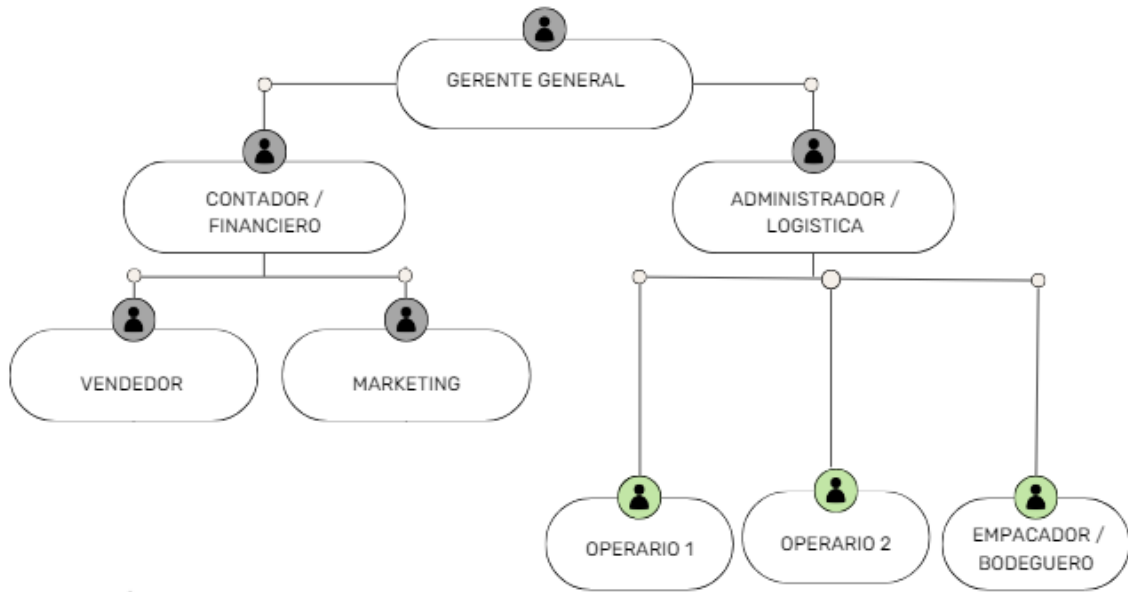 GERENTE GENERAL
CONTADOR /
FINANCIERO
ADMINISTRADOR /
LOGISTICA
VENDEDOR
MARKETING
OPERARIO 1
OPERARIO 2
EMPACADOR /
BODEGUERO